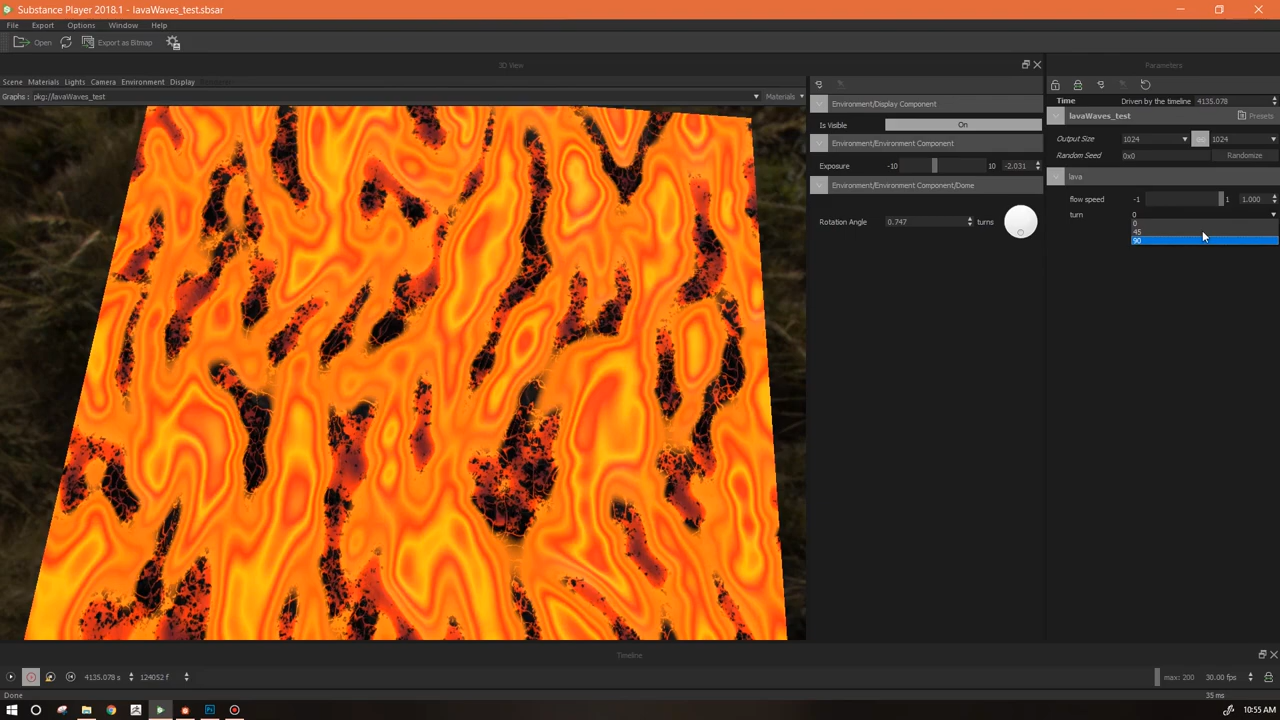 Substance Player 2018.1 - lavaWaves_test.sbsar
File Export Options Window Help
Open Export as Bitmap
3D View
Parameters
Scene Materials Lights Camera Environment Display
Graphs: pkg://lavaWaves_test Materials
Environment/Display Component
Is Visible On
Environment/Environment Component
Exposure -10 10 -2.031
Environment/Environment Component/Dome
Rotation Angle 0.747 turns
Time Driven by the timeline 4135.078
lavaWaves_test Presets
Output Size 1024 1024
Random Seed 0x0 Randomize
lava
flow speed -1 1 1.000
turn 0
0
45
90
Timeline
4135.078 s 124052 f max: 200 30.00 fps
Done 35 ms
10:55 AM